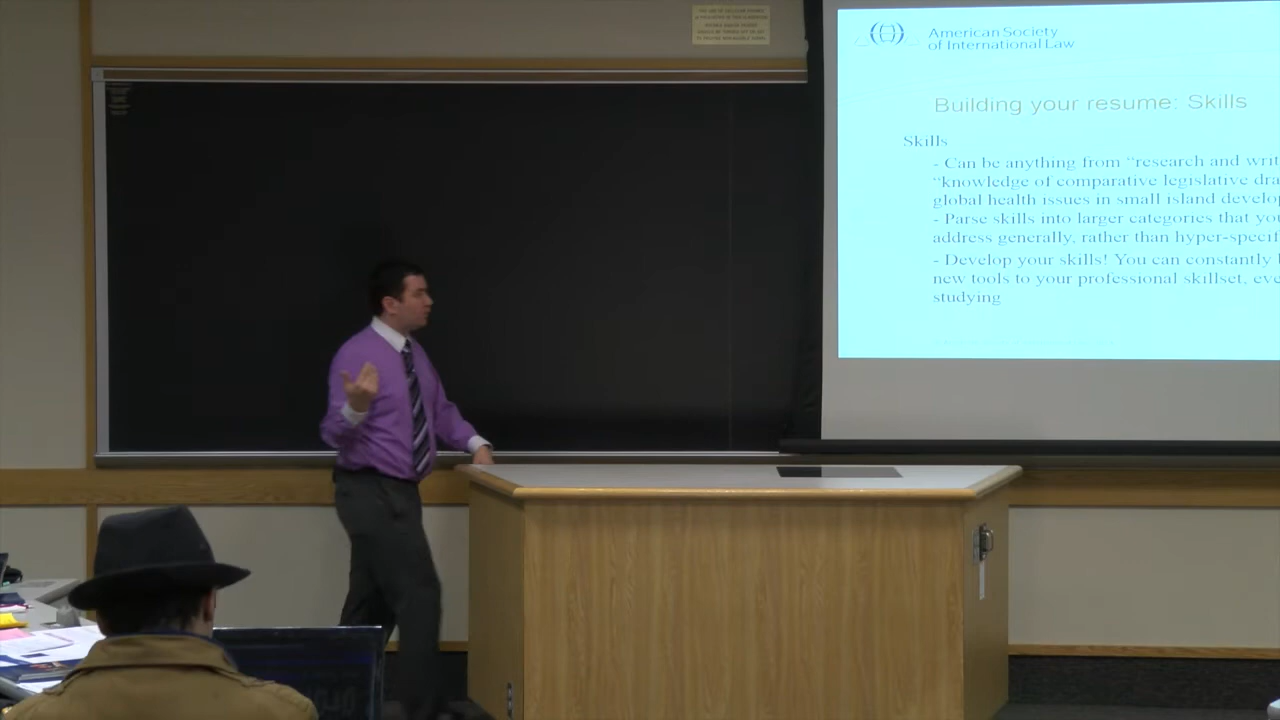 American Society
of International Law
Building your resume: Skills
Skills
- Can be anything from “research and writ
“knowledge of comparative legislative dra
global health issues in small island develop
- Parse skills into larger categories that you
address generally, rather than hyper-specif
- Develop your skills! You can constantly
new tools to your professional skillset, eve
studying